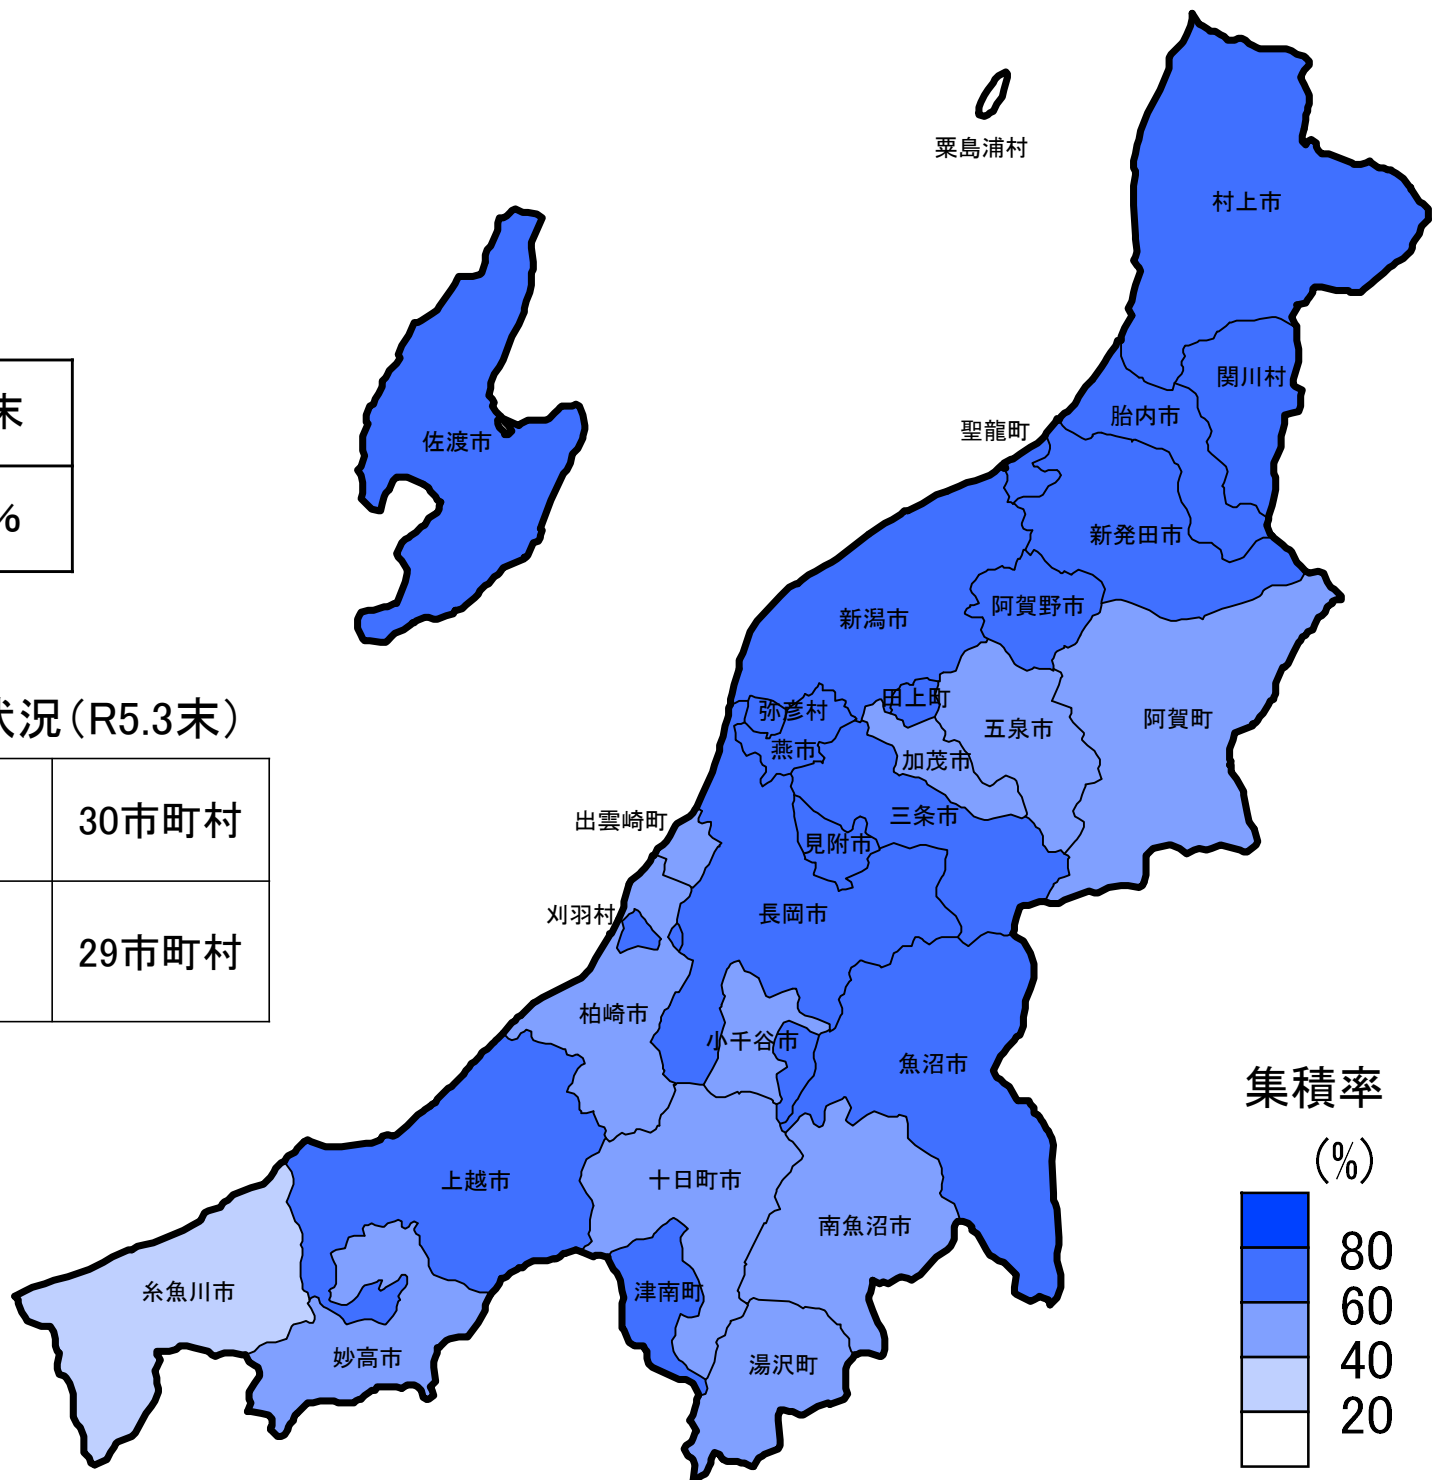 粟島浦村
村上市
関川村
末
胎内市
聖龍町
佐渡市
%
新発田市
阿賀野市
新潟市
状況(R5.3末)
田上町
弥彦村
阿賀町
五泉市
燕市
加茂市
30市町村
出雲崎町
三条市
見附市
刈羽村
長岡市
29市町村
柏崎市
小千谷市
魚沼市
集積率
(%)
上越市
十日町市
南魚沼市
80
糸魚川市
津南町
60
妙高市
湯沢町
40
20